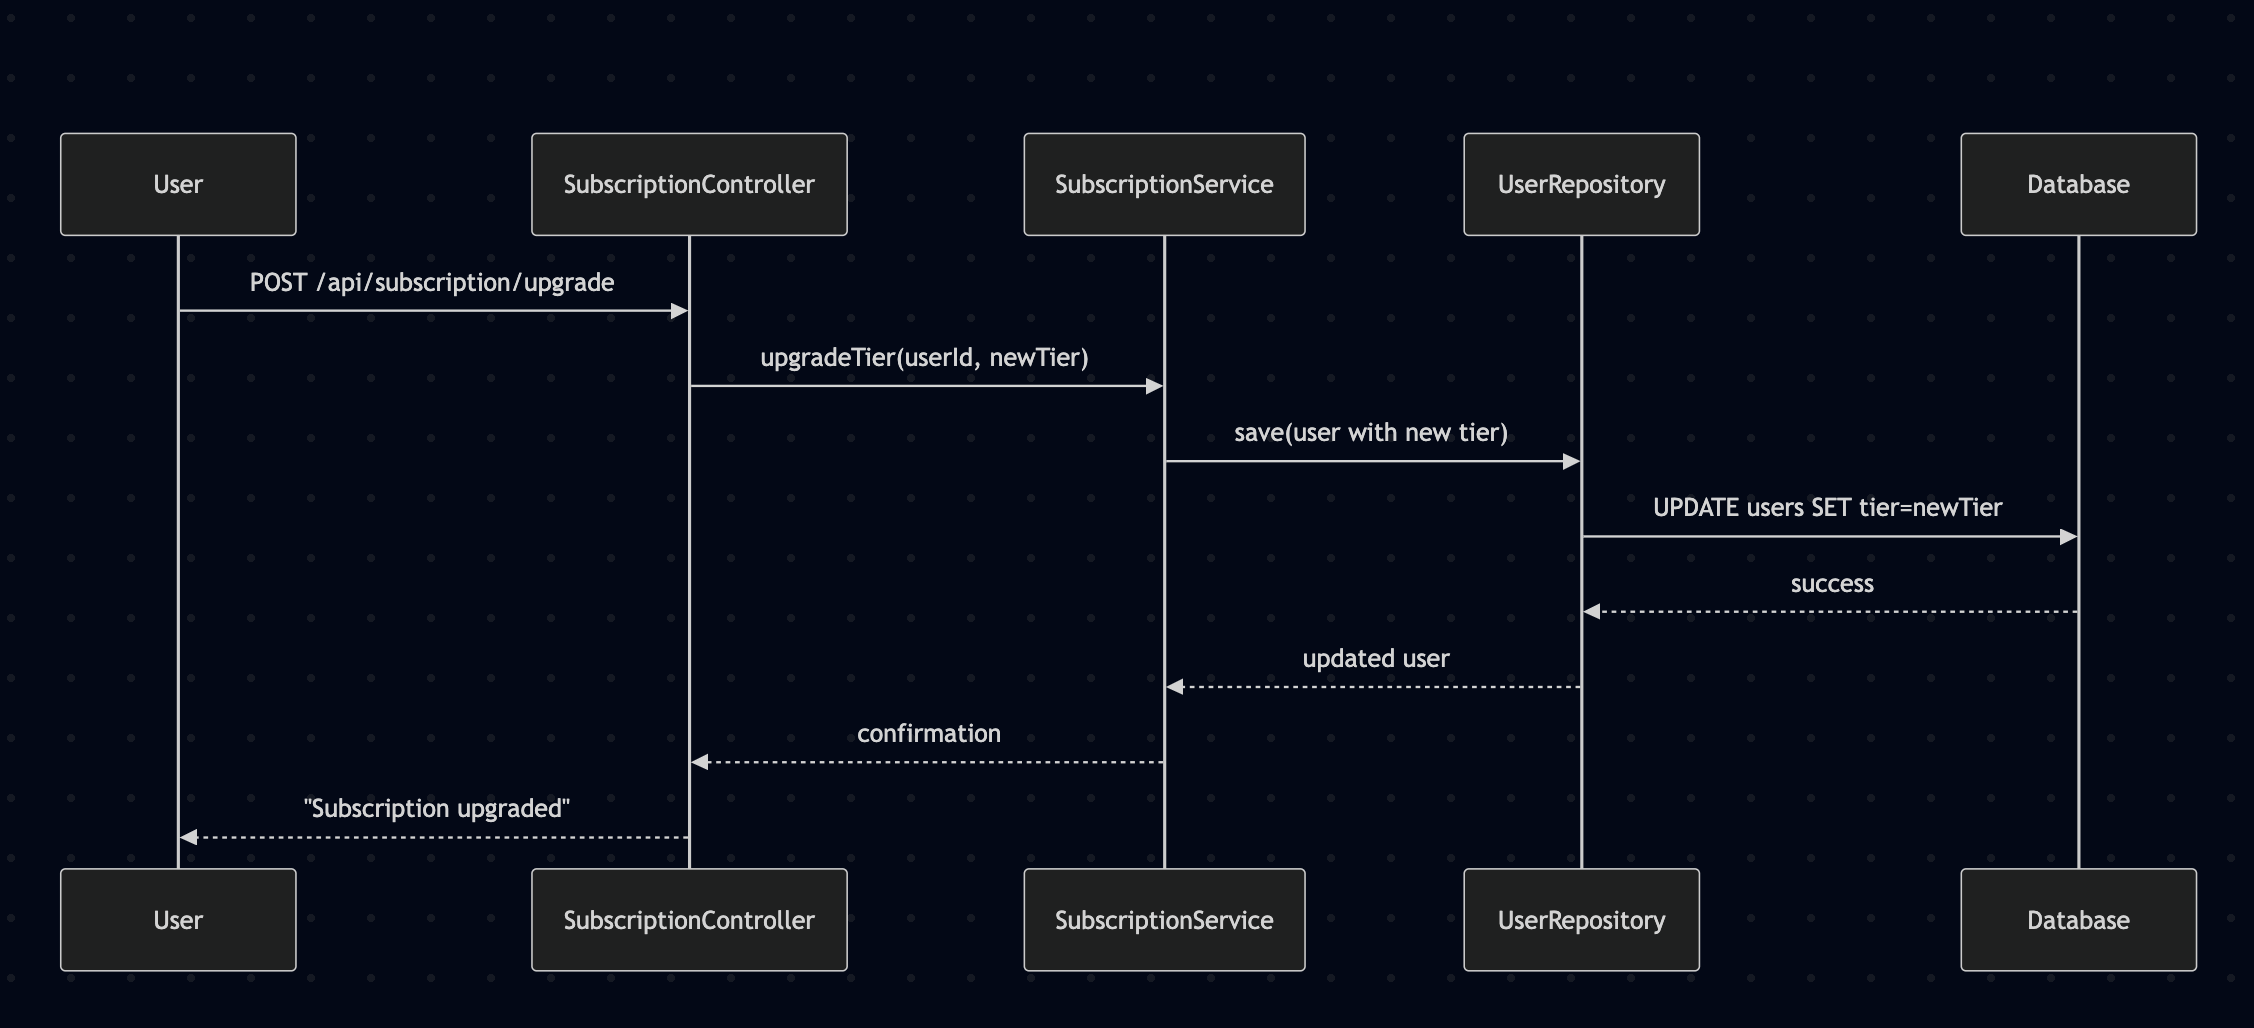 User
SubscriptionController
SubscriptionService
UserRepository
Database
POST /api/subscription/upgrade
upgradeTier(userId, newTier)
save(user with new tier)
UPDATE users SET tier=newTier
success
updated user
confirmation
"Subscription upgraded"
User
SubscriptionController
SubscriptionService
UserRepository
Database